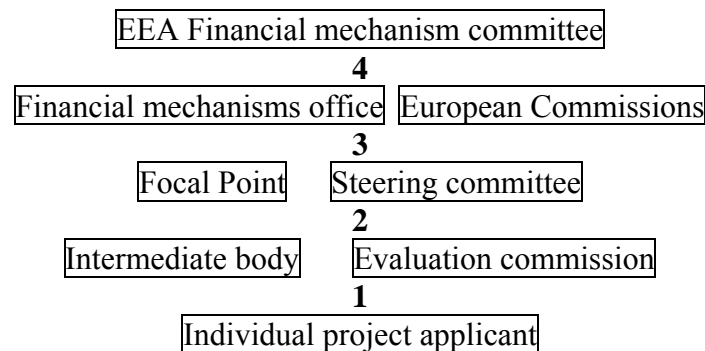 EEA Financial mechanism committee
4
Financial mechanisms office European Commissions
3
Focal Point Steering committee
2
Intermediate body Evaluation commission
1
Individual project applicant